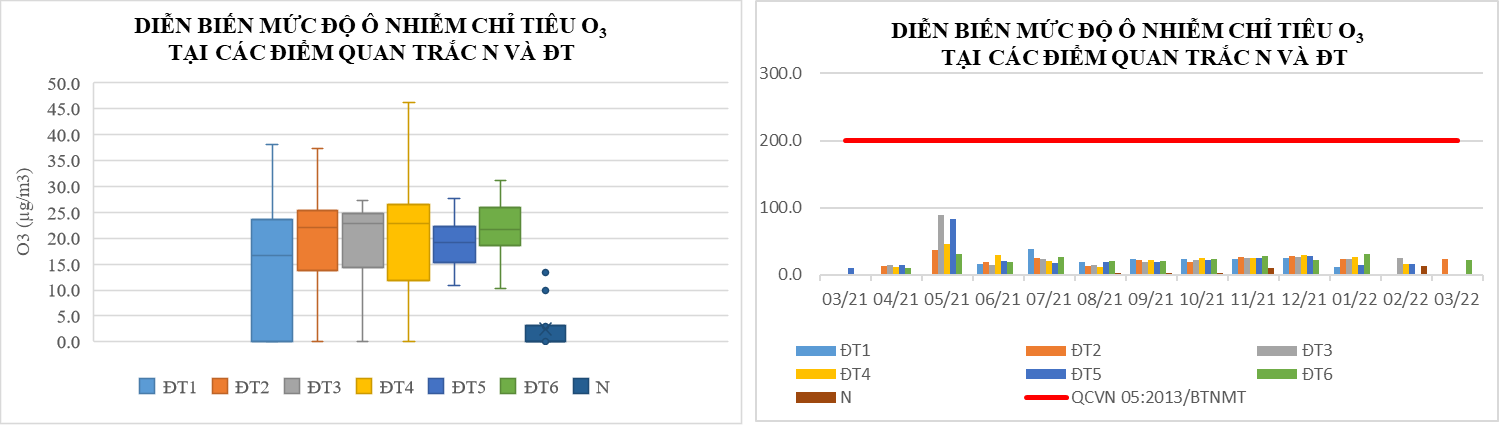 DIỄN BIẾN MỨC ĐỘ Ô NHIỄM CHỈ TIÊU O3
TẠI CÁC ĐIỂM QUAN TRẮC N VÀ ĐT
50.0
45.0
40.0
35.0
30.0
25.0
20.0
15.0
10.0
5.0
0.0
O3 (µg/m3)
ĐT1 ĐT2 ĐT3 ĐT4 ĐT5 ĐT6 N
DIỄN BIẾN MỨC ĐỘ Ô NHIỄM CHỈ TIÊU O3
TẠI CÁC ĐIỂM QUAN TRẮC N VÀ ĐT
300.0
200.0
100.0
0.0
03/21 04/21 05/21 06/21 07/21 08/21 09/21 10/21 11/21 12/21 01/22 02/22 03/22
ĐT1 ĐT2 ĐT3
ĐT4 ĐT5 ĐT6
N QCVN 05:2013/BTNMT